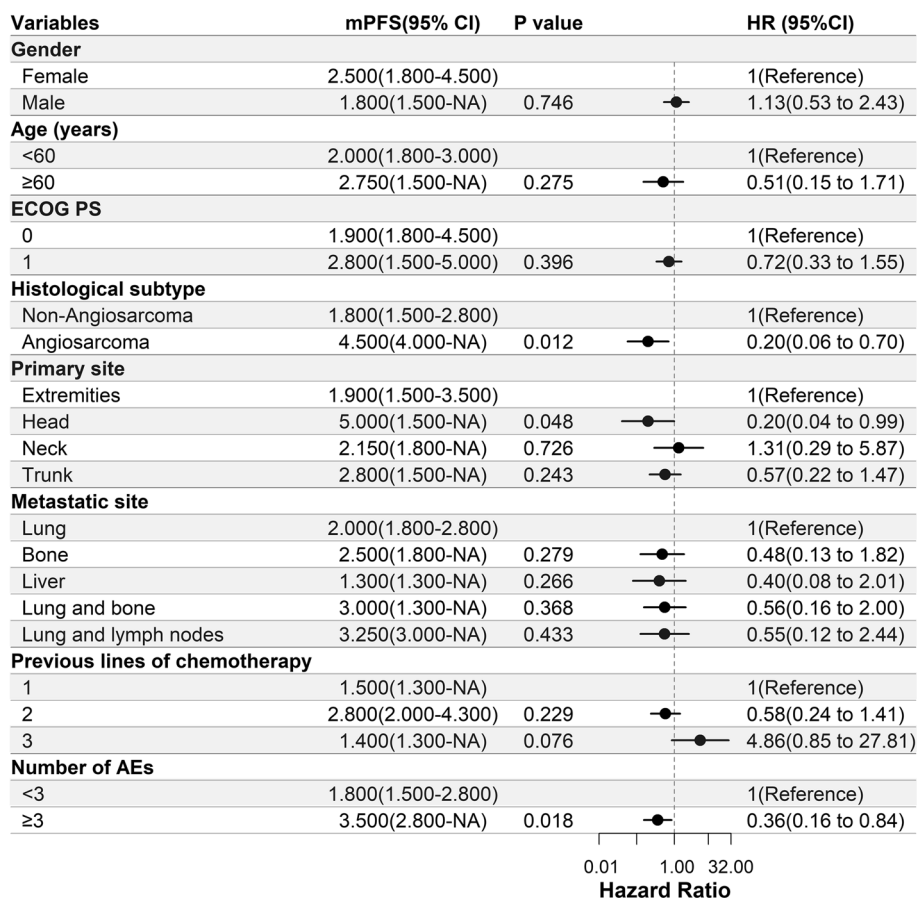 Variables mPFS(95% CI) P value HR (95%CI)
Gender
Female 2.500(1.800-4.500) 1(Reference)
Male 1.800(1.500-NA) 0.746 1.13(0.53 to 2.43)
Age (years)
<60 2.000(1.800-3.000) 1(Reference)
≥60 2.750(1.500-NA) 0.275 0.51(0.15 to 1.71)
ECOG PS
0 1.900(1.800-4.500) 1(Reference)
1 2.800(1.500-5.000) 0.396 0.72(0.33 to 1.55)
Histological subtype
Non-Angiosarcoma 1.800(1.500-2.800) 1(Reference)
Angiosarcoma 4.500(4.000-NA) 0.012 0.20(0.06 to 0.70)
Primary site
Extremities 1.900(1.500-3.500) 1(Reference)
Head 5.000(1.500-NA) 0.048 0.20(0.04 to 0.99)
Neck 2.150(1.800-NA) 0.726 1.31(0.29 to 5.87)
Trunk 2.800(1.500-NA) 0.243 0.57(0.22 to 1.47)
Metastatic site
Lung 2.000(1.800-2.800) 1(Reference)
Bone 2.500(1.800-NA) 0.279 0.48(0.13 to 1.82)
Liver 1.300(1.300-NA) 0.266 0.40(0.08 to 2.01)
Lung and bone 3.000(1.300-NA) 0.368 0.56(0.16 to 2.00)
Lung and lymph nodes 3.250(3.000-NA) 0.433 0.55(0.12 to 2.44)
Previous lines of chemotherapy
1 1.500(1.300-NA) 1(Reference)
2 2.800(2.000-4.300) 0.229 0.58(0.24 to 1.41)
3 1.400(1.300-NA) 0.076 4.86(0.85 to 27.81)
Number of AEs
<3 1.800(1.500-2.800) 1(Reference)
≥3 3.500(2.800-NA) 0.018 0.36(0.16 to 0.84)
0.01 1.00 32.00
Hazard Ratio